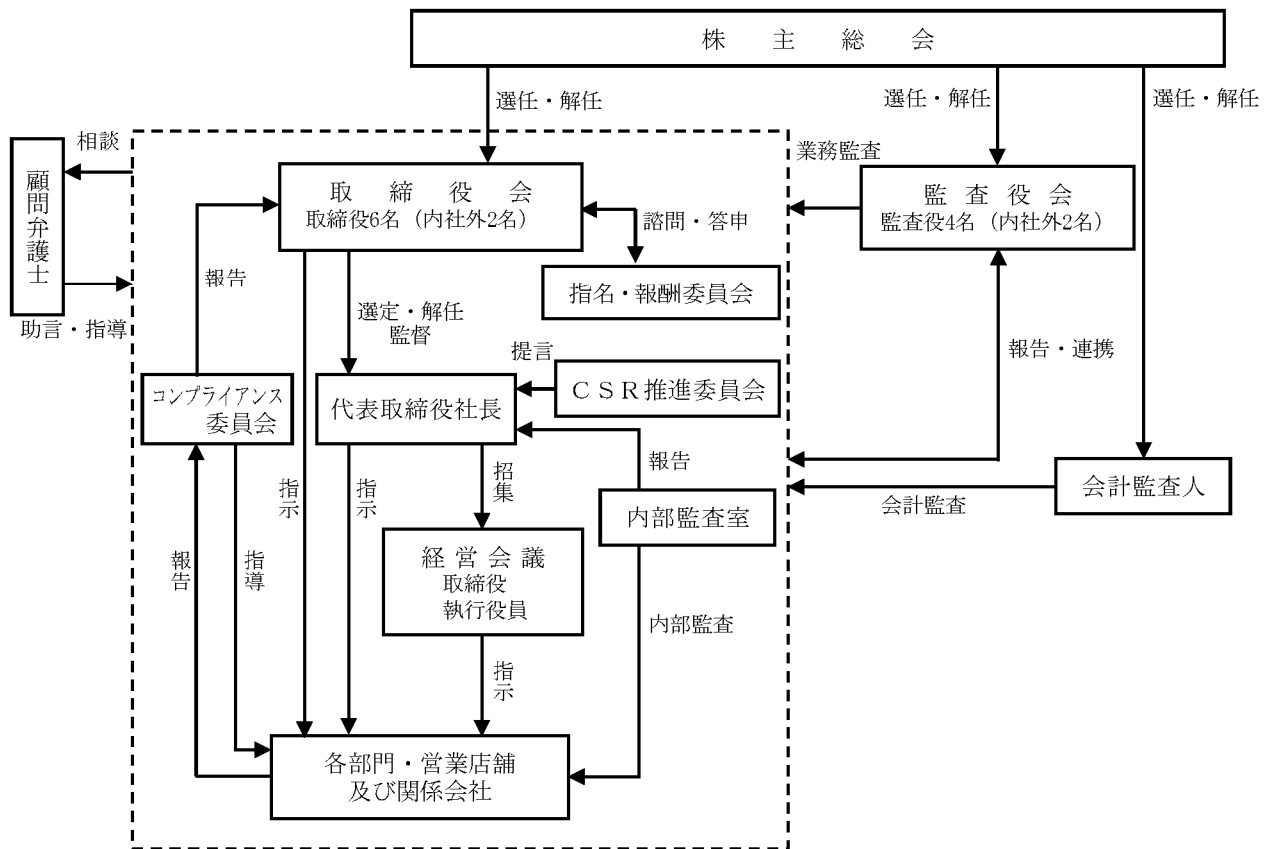 株主総会
選任・解任
選任・解任
選任・解任
相談
顧問弁護士
助言・指導
業務監査
取締役会
取締役6名（内社外2名）
監査役会
監査役4名（内社外2名）
諮問・答申
指名・報酬委員会
報告
選定・解任
監督
提言
報告・連携
コンプライアンス
委員会
代表取締役社長
CSR推進委員会
報告
招集
指示
指示
内部監査室
会計監査人
会計監査
経営会議
取締役
執行役員
報告
指導
内部監査
指示
各部門・営業店舗
及び関係会社